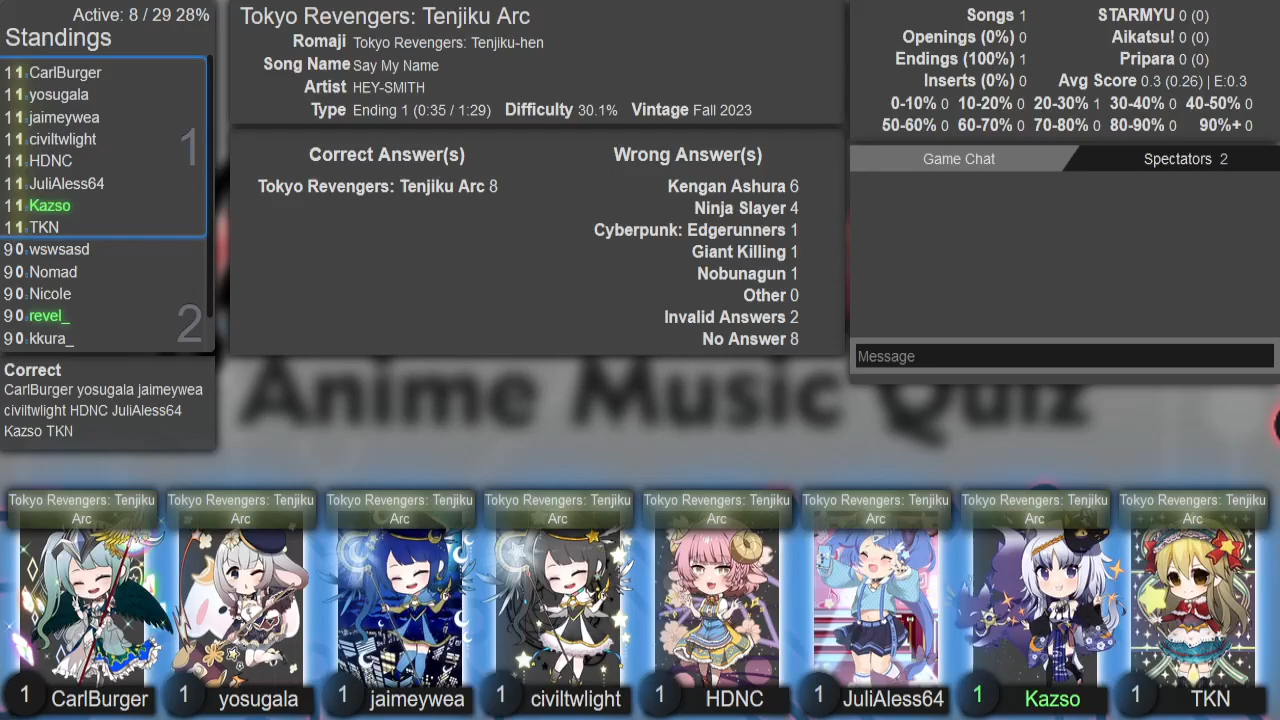 Active: 8 / 29 28%
Standings
1 1 CarlBurger
1 1 yosugala
1 1 jaimeywea
1 1 civiltwlight
1 1 HDNC
1 1 JuliAless64
1 1 Kazso
1 1 TKN
1
9 0 wswsasd
9 0 Nomad
9 0 Nicole
9 0 revel_
9 0 kkura_
2
Correct
CarlBurger yosugala jaimeywea
civiltwlight HDNC JuliAless64
Kazso TKN
Tokyo Revengers: Tenjiku Arc
Romaji Tokyo Revengers: Tenjiku-hen
Song Name Say My Name
Artist HEY-SMITH
Type Ending 1 (0:35 / 1:29) Difficulty 30.1% Vintage Fall 2023
Correct Answer(s)
Tokyo Revengers: Tenjiku Arc 8
Wrong Answer(s)
Kengan Ashura 6
Ninja Slayer 4
Cyberpunk: Edgerunners 1
Giant Killing 1
Nobunagun 1
Other 0
Invalid Answers 2
No Answer 8
Songs 1 STARMYU 0 (0)
Openings (0%) 0 Aikatsu! 0 (0)
Endings (100%) 1 Pripara 0 (0)
Inserts (0%) 0 Avg Score 0.3 (0.26) | E:0.3
0-10% 0 10-20% 0 20-30% 1 30-40% 0 40-50% 0
50-60% 0 60-70% 0 70-80% 0 80-90% 0 90%+ 0
Game Chat Spectators 2
Message
Anime Music Quiz
Tokyo Revengers: Tenjiku
Arc
Tokyo Revengers: Tenjiku
Arc
Tokyo Revengers: Tenjiku
Arc
Tokyo Revengers: Tenjiku
Arc
Tokyo Revengers: Tenjiku
Arc
Tokyo Revengers: Tenjiku
Arc
Tokyo Revengers: Tenjiku
Arc
Tokyo Revengers: Tenjiku
Arc
1 CarlBurger
1 yosugala
1 jaimeywea
1 civiltwlight
1 HDNC
1 JuliAless64
1 Kazso
1 TKN